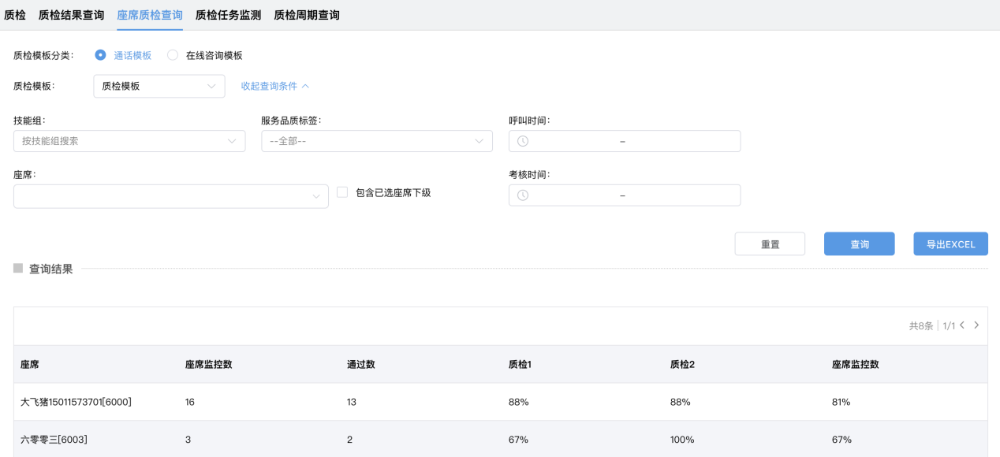 质检 质检结果查询 座席质检查询 质检任务监测 质检周期查询
质检模板分类: 通话模板 在线咨询模板
质检模板: 质检模板 收起查询条件
技能组: 服务品质标签: 呼叫时间:
按技能组搜索 --全部-- –
座席: 考核时间:
包含已选座席下级 –
重置 查询 导出EXCEL
查询结果
共8条 1/1
座席 座席监控数 通过数 质检1 质检2 座席监控数
大飞猪15011573701[6000] 16 13 88% 88% 81%
六零零三[6003] 3 2 67% 100% 67%